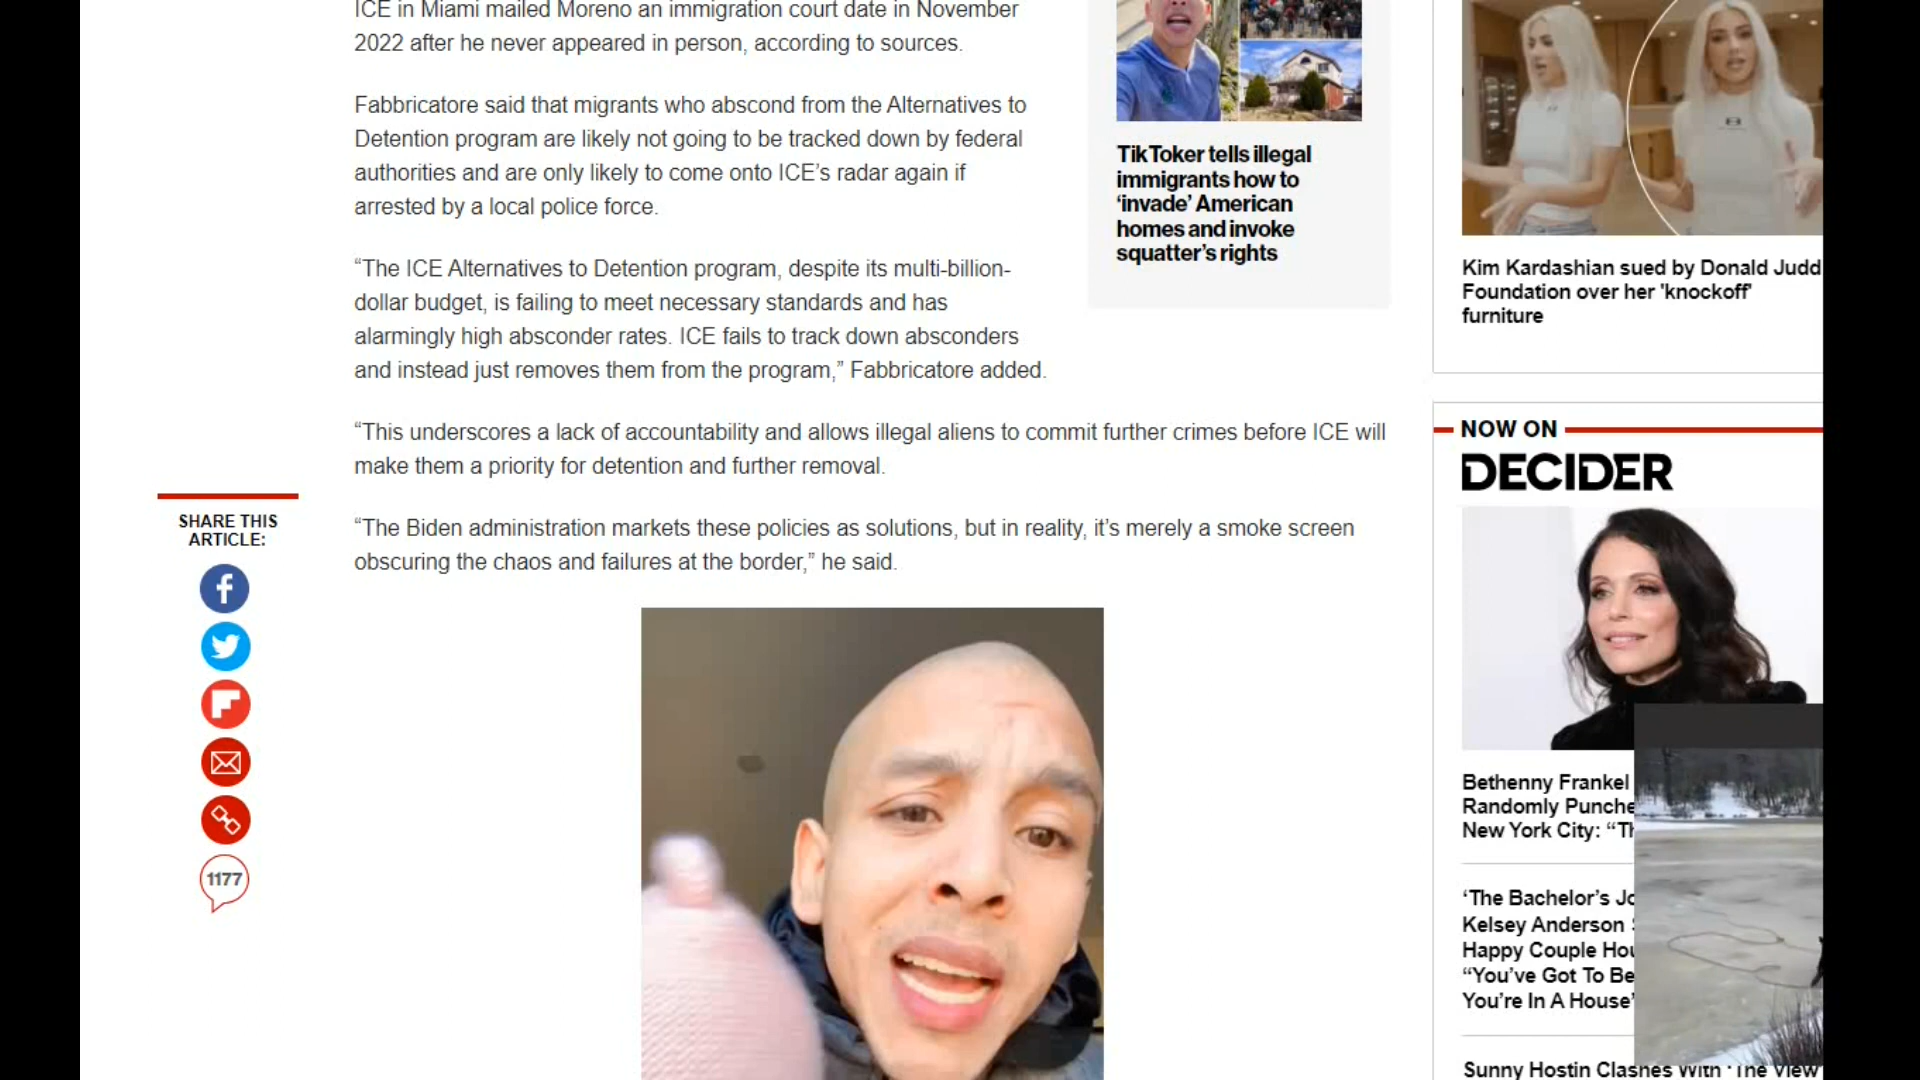 ICE in Miami mailed Moreno an immigration court date in November
2022 after he never appeared in person, according to sources.
Fabbricatore said that migrants who abscond from the Alternatives to
Detention program are likely not going to be tracked down by federal
authorities and are only likely to come onto ICE’s radar again if
arrested by a local police force.
“The ICE Alternatives to Detention program, despite its multi-billion-
dollar budget, is failing to meet necessary standards and has
alarmingly high absconder rates. ICE fails to track down absconders
and instead just removes them from the program,” Fabbricatore added.
“This underscores a lack of accountability and allows illegal aliens to commit further crimes before ICE will
make them a priority for detention and further removal.
“The Biden administration markets these policies as solutions, but in reality, it’s merely a smoke screen
obscuring the chaos and failures at the border,” he said.
SHARE THIS
ARTICLE:
1177
TikToker tells illegal
immigrants how to
‘invade’ American
homes and invoke
squatter’s rights
Kim Kardashian sued by Donald Judd
Foundation over her 'knockoff'
furniture
NOW ON
DECIDER
Bethenny Frankel
Randomly Punche
New York City: “Th
‘The Bachelor’s Jo
Kelsey Anderson
Happy Couple Hou
“You’ve Got To Be
You’re In A House’
Sunny Hostin Clashes With ‘The View’